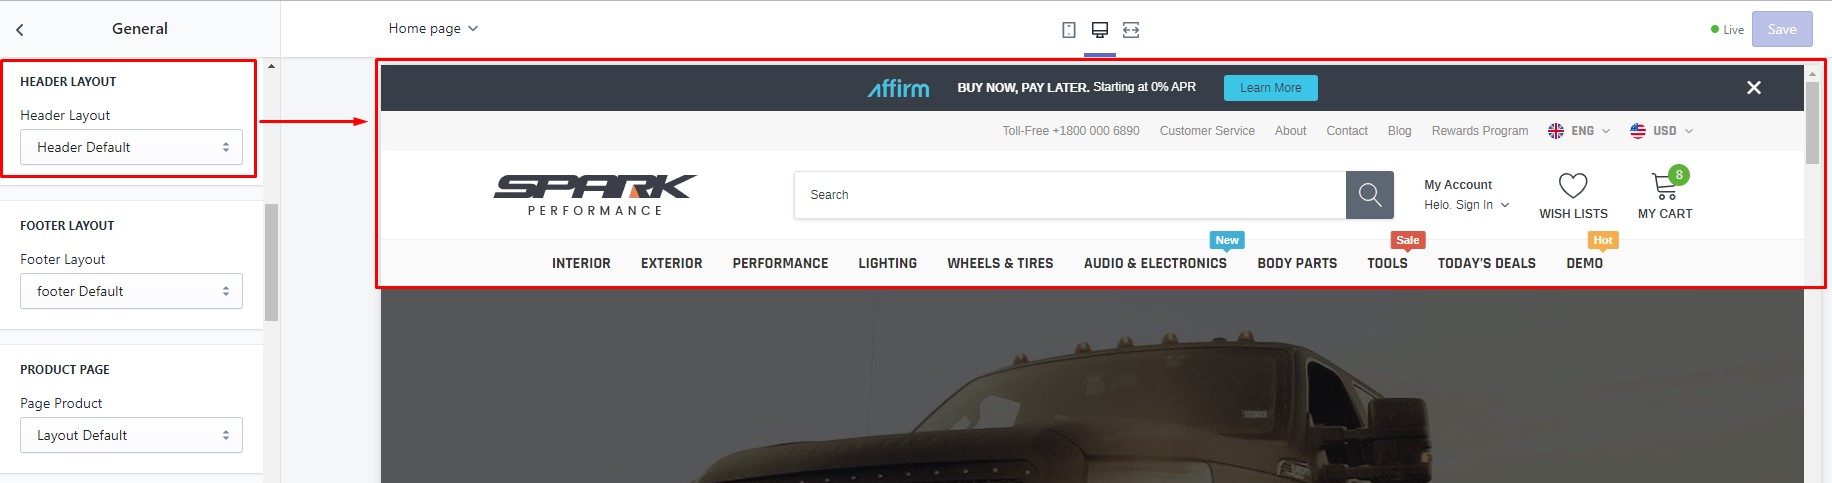 General
Home page
Live
Save
HEADER LAYOUT
Header Layout
Header Default
FOOTER LAYOUT
Footer Layout
footer Default
PRODUCT PAGE
Page Product
Layout Default
affirm BUY NOW, PAY LATER. Starting at 0% APR Learn More
Toll-Free +1800 000 6890 Customer Service About Contact Blog Rewards Program ENG USD
SPARK
PERFORMANCE
Search
My Account
Helo. Sign In
WISH LISTS
8
MY CART
New Sale Hot
INTERIOR EXTERIOR PERFORMANCE LIGHTING WHEELS & TIRES AUDIO & ELECTRONICS BODY PARTS TOOLS TODAY'S DEALS DEMO